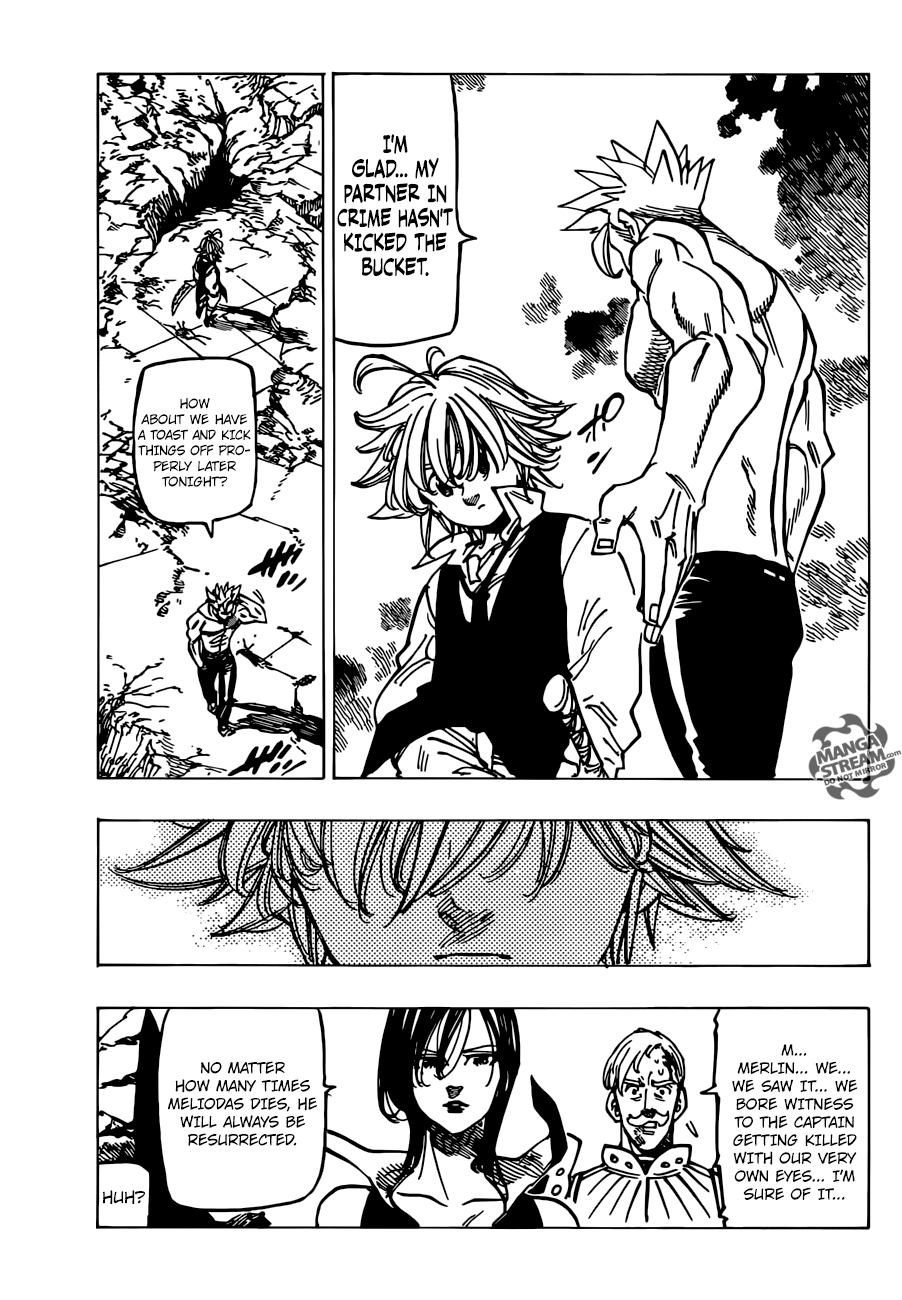 I'M
GLAD... MY
PARTNER IN
CRIME HASN'T
KICKED THE
BUCKET.
HOW
ABOUT WE HAVE
A TOAST AND KICK
THINGS OFF PRO-
PERLY LATER
TONIGHT?
MANGA
STREAM.com
DO NOT MIRROR
M...
MERLIN... WE...
WE SAW IT... WE
BORE WITNESS
TO THE CAPTAIN
GETTING KILLED
WITH OUR VERY
OWN EYES... I'M
SURE OF IT...
NO MATTER
HOW MANY TIMES
MELIODAS DIES, HE
WILL ALWAYS BE
RESURRECTED.
HUH?